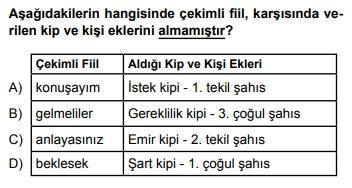 Aşağıdakilerin hangisinde çekimli fiil, karşısında ve-
rilen kip ve kişi eklerini almamıştır?
Çekimli Fiil Aldığı Kip ve Kişi Ekleri
A) konuşayım İstek kipi - 1. tekil şahıs
B) gelmeliler Gereklilik kipi - 3. çoğul şahıs
C) anlayasınız Emir kipi - 2. tekil şahıs
D) beklesek Şart kipi - 1. çoğul şahıs